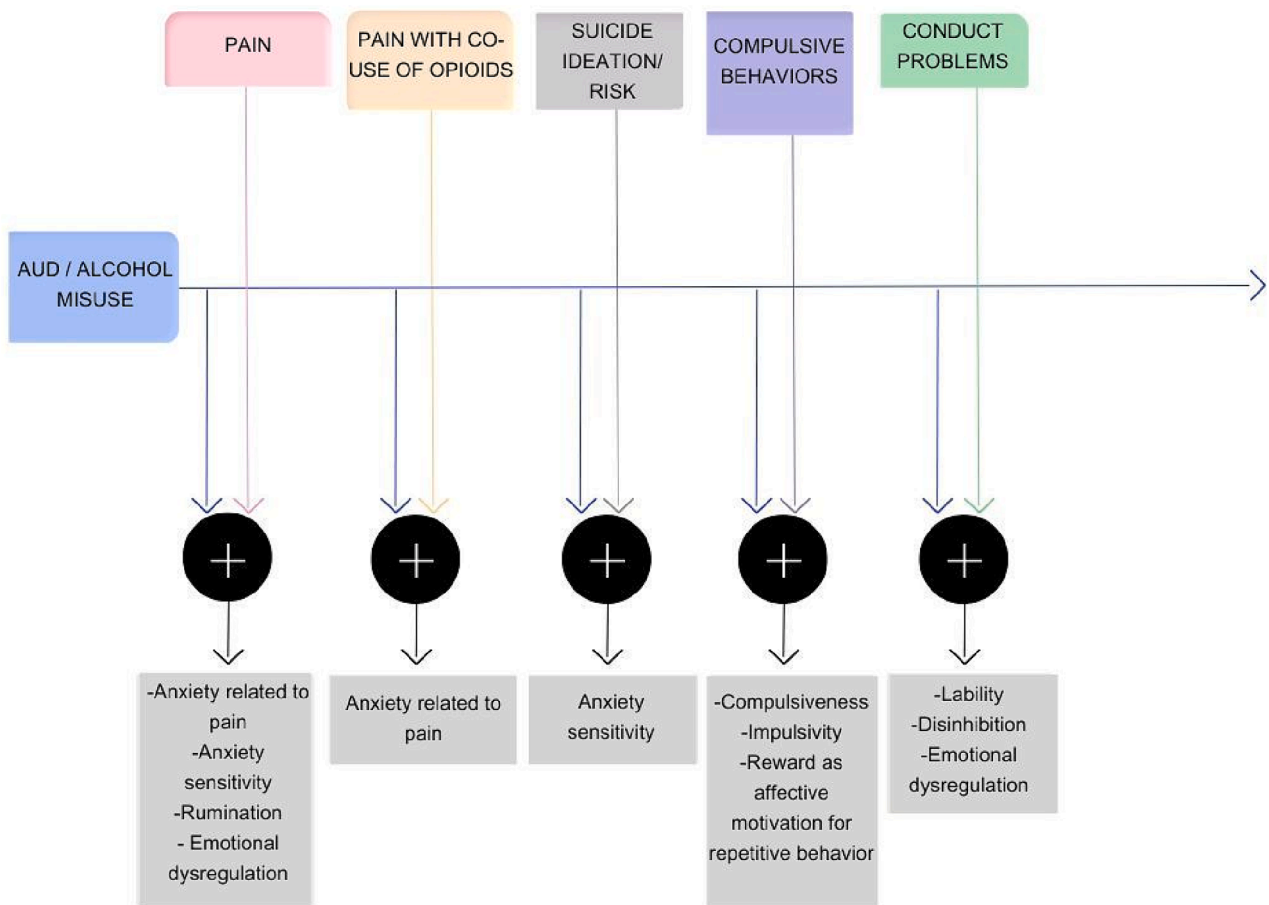 PAIN
PAIN WITH CO-
USE OF OPIOIDS
SUICIDE
IDEATION/
RISK
COMPULSIVE
BEHAVIORS
CONDUCT
PROBLEMS
AUD / ALCOHOL
MISUSE
-Anxiety related to
pain
-Anxiety
sensitivity
-Rumination
- Emotional
dysregulation
Anxiety related to
pain
Anxiety
sensitivity
-Compulsiveness
-Impulsivity
-Reward as
affective
motivation for
repetitive behavior
-Lability
-Disinhibition
-Emotional
dysregulation